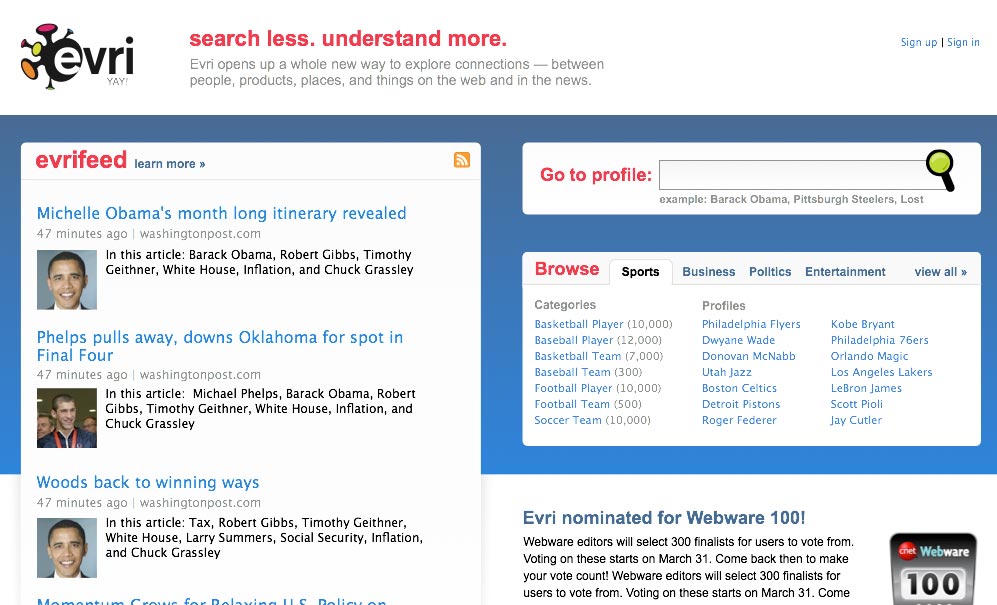 evri
YAY!
search less. understand more.
Evri opens up a whole new way to explore connections — between
people, products, places, and things on the web and in the news.
Sign up | Sign in
evrifeed learn more »
Michelle Obama's month long itinerary revealed
47 minutes ago | washingtonpost.com
In this article: Barack Obama, Robert Gibbs, Timothy
Geithner, White House, Inflation, and Chuck Grassley
Phelps pulls away, downs Oklahoma for spot in
Final Four
47 minutes ago | washingtonpost.com
In this article:  Michael Phelps, Barack Obama, Robert
Gibbs, Timothy Geithner, White House, Inflation, and
Chuck Grassley
Woods back to winning ways
47 minutes ago | washingtonpost.com
In this article: Tax, Robert Gibbs, Timothy Geithner,
White House, Larry Summers, Social Security, Inflation,
and Chuck Grassley
Momentum Grows for Relaxing U.S. Policy on
Go to profile:
example: Barack Obama, Pittsburgh Steelers, Lost
Browse Sports Business Politics Entertainment view all »
Categories
Basketball Player (10,000)
Baseball Player (12,000)
Basketball Team (7,000)
Baseball Team (300)
Football Player (10,000)
Football Team (500)
Soccer Team (10,000)
Profiles
Philadelphia Flyers
Dwyane Wade
Donovan McNabb
Utah Jazz
Boston Celtics
Detroit Pistons
Roger Federer
Kobe Bryant
Philadelphia 76ers
Orlando Magic
Los Angeles Lakers
LeBron James
Scott Pioli
Jay Cutler
Evri nominated for Webware 100!
Webware editors will select 300 finalists for users to vote from.
Voting on these starts on March 31. Come back then to make
your vote count! Webware editors will select 300 finalists for
users to vote from. Voting on these starts on March 31. Come
cnet Webware
100